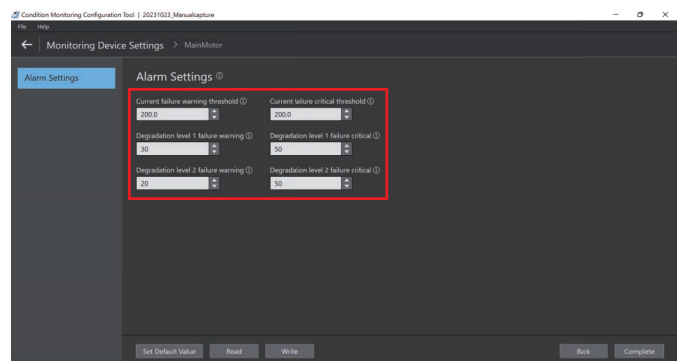 Condition Monitoring Configuration Tool | 20231023_Manualcapture
File Help
Monitoring Device Settings > MainMotor
Alarm Settings
Alarm Settings
Current failure warning threshold
Current failure critical threshold
200.0
200.0
Degradation level 1 failure warning
Degradation level 1 failure critical
30
50
Degradation level 2 failure warning
Degradation level 2 failure critical
20
50
Set Default Value Read Write Back Complete